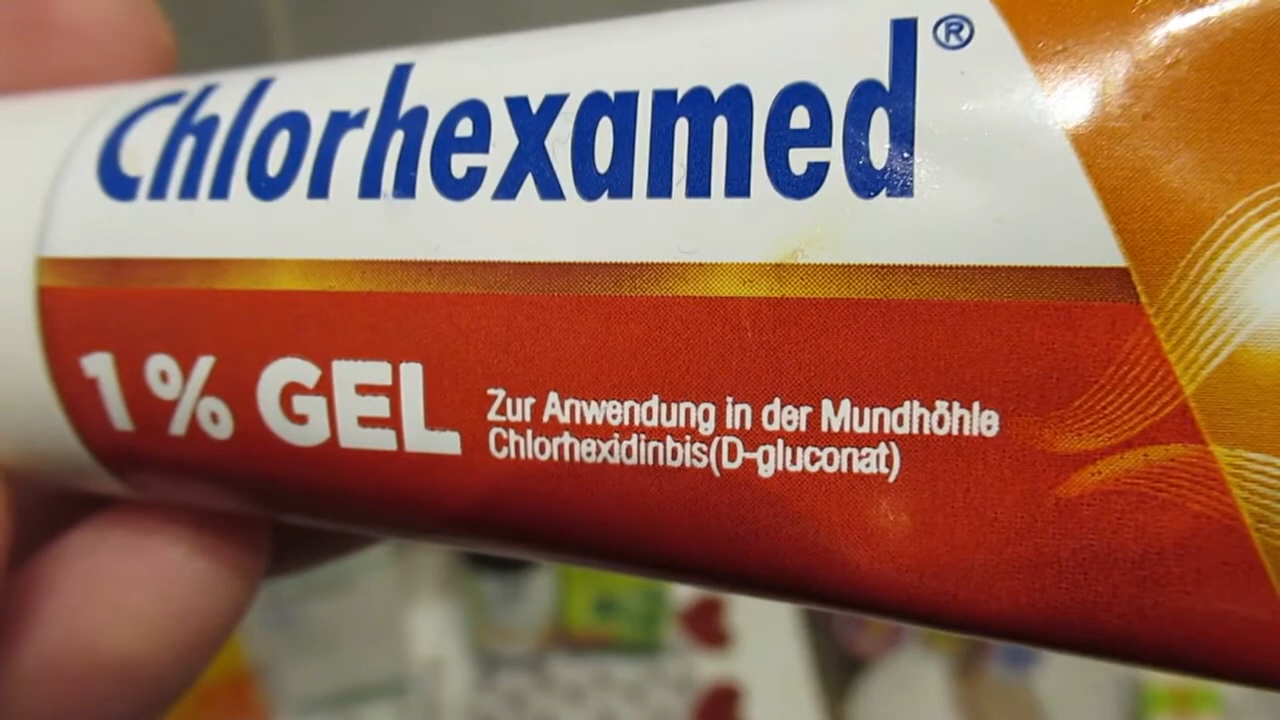 Chlorhexamed®
1% GEL
Zur Anwendung in der Mundhöhle
Chlorhexidinbis(D-gluconat)